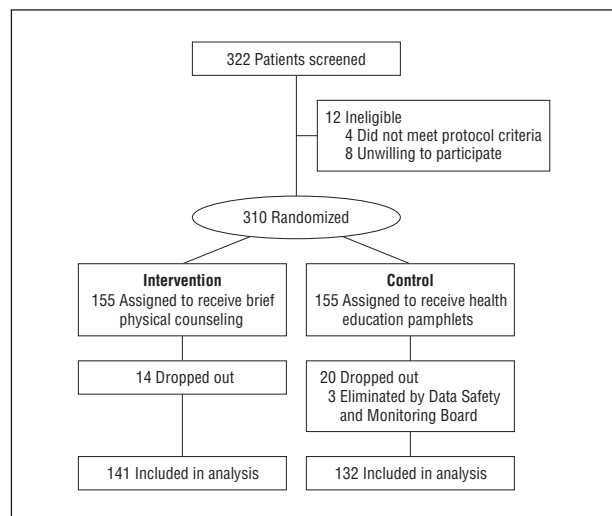 322 Patients screened
12 Ineligible
4 Did not meet protocol criteria
8 Unwilling to participate
310 Randomized
Intervention
155 Assigned to receive brief
physical counseling
Control
155 Assigned to receive health
education pamphlets
14 Dropped out
20 Dropped out
3 Eliminated by Data Safety
and Monitoring Board
141 Included in analysis
132 Included in analysis